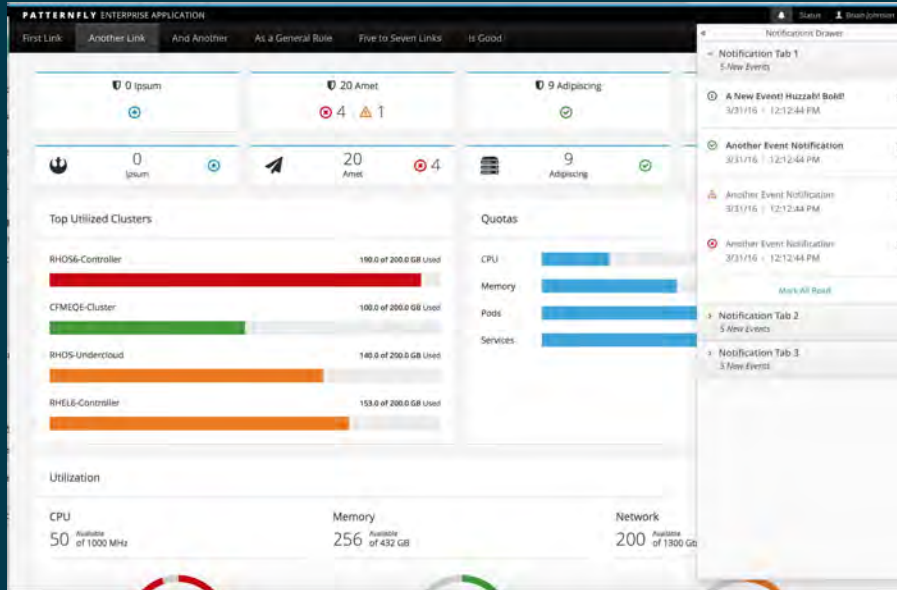 PATTERNFLY ENTERPRISE APPLICATION
Status
Brian Johnson
First Link
Another Link
And Another
As a General Rule
Five to Seven Links
Is Good
0 Ipsum
20 Amet
4
1
9 Adipiscing
0
Ipsum
20
Amet
4
9
Adipiscing
Top Utilized Clusters
RHOS6-Controller
190.0 of 200.0 GB Used
CFMEQE-Cluster
100.0 of 200.0 GB Used
RHOS-Undercloud
140.0 of 200.0 GB Used
RHEL6-Controller
153.0 of 200.0 GB Used
Quotas
CPU
Memory
Pods
Services
Utilization
CPU
50 Available
of 1000 MHz
Memory
256 Available
of 432 GB
Network
200 Available
of 1300 Gb
Notifications Drawer
Notification Tab 1
5 New Events
A New Event! Huzzah! Bold!
3/31/16 12:12:44 PM
Another Event Notification
3/31/16 12:12:44 PM
Another Event Notification
3/31/16 12:12:44 PM
Another Event Notification
3/31/16 12:12:44 PM
Mark All Read
Notification Tab 2
5 New Events
Notification Tab 3
5 New Events